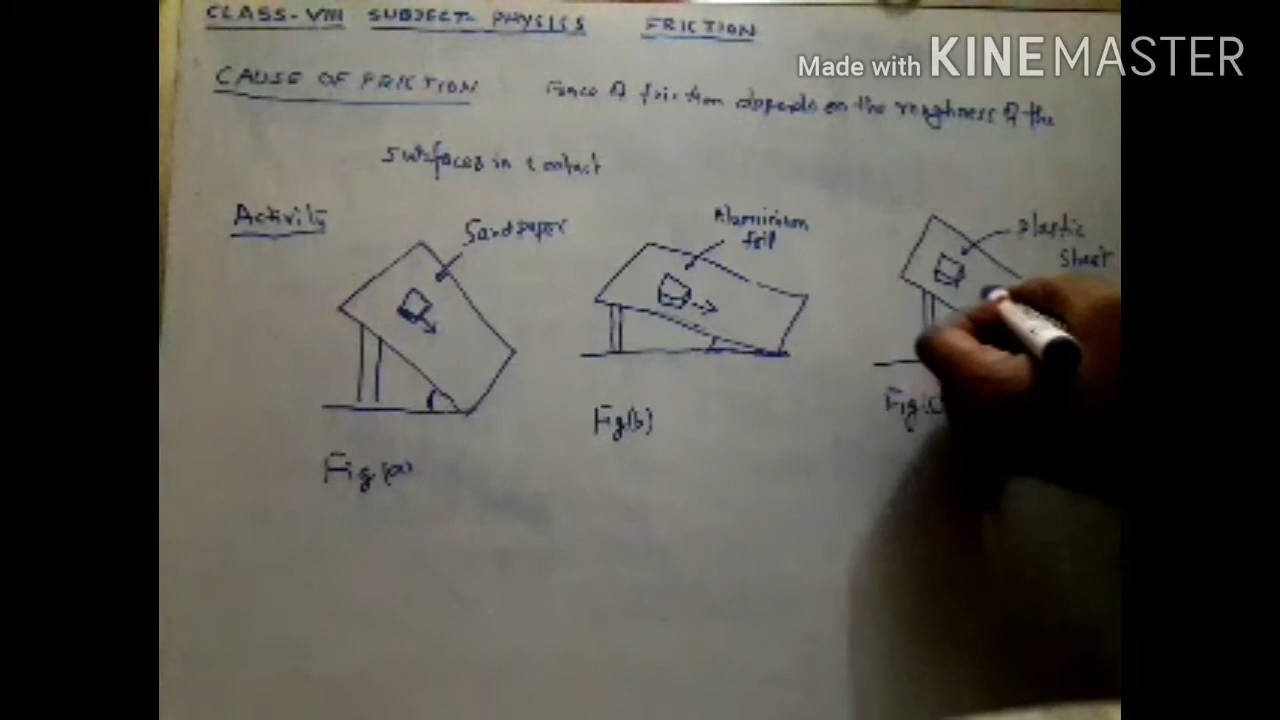 CLASS-VIII SUBJECT- PHYSICS FRICTION
Made with KINEMASTER
CAUSE OF FRICTION Force of friction depends on the roughness of the
surfaces in contact
Activity
Sandpaper
Aluminium
foil
plastic
sheet
Fig(a)
Fig(b)
Fig(c